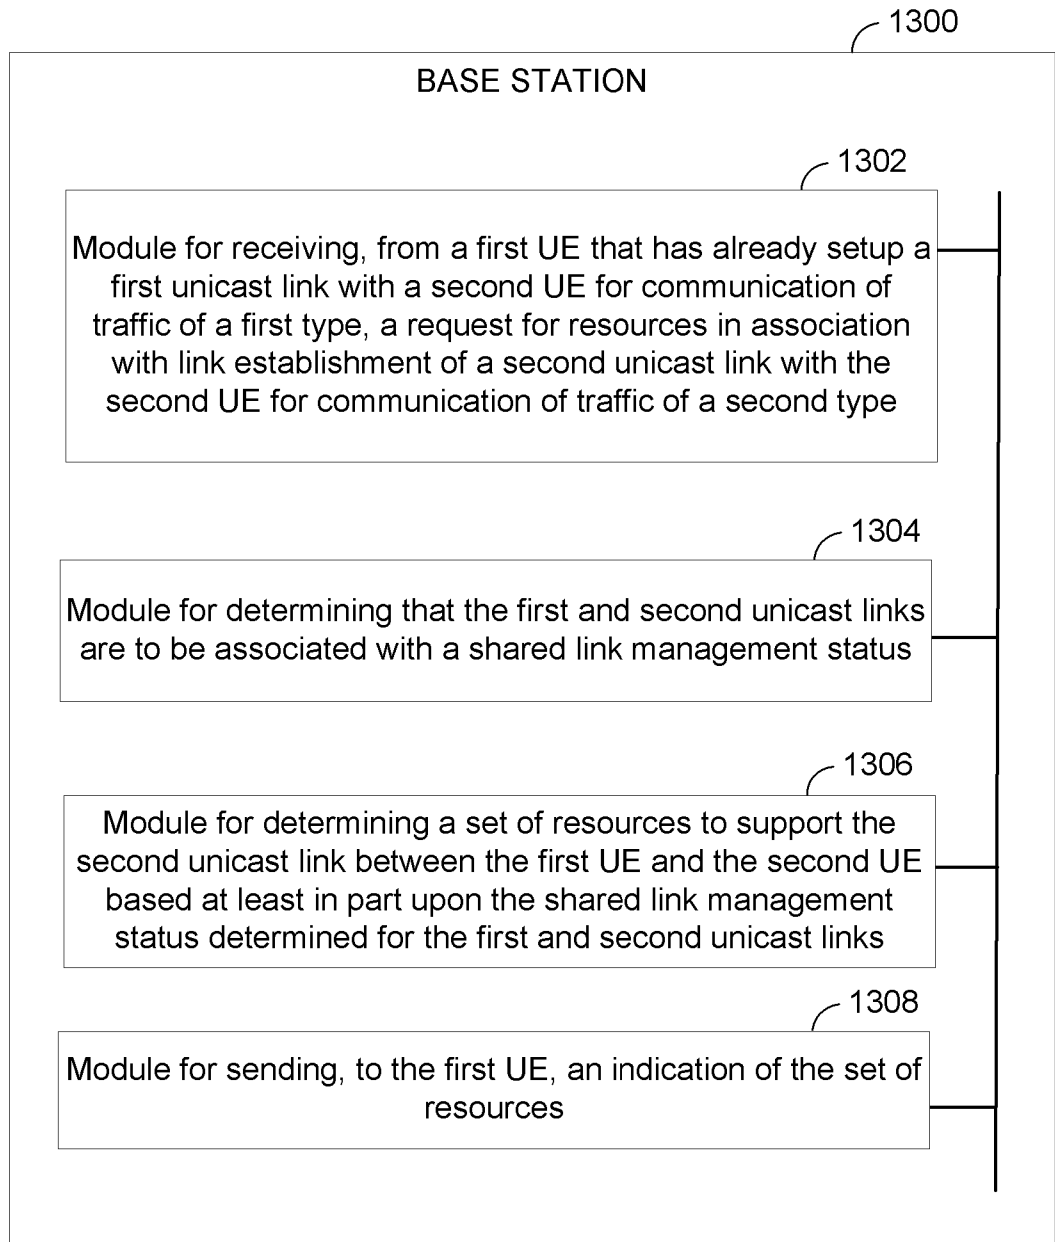 1300
BASE STATION
1302
Module for receiving, from a first UE that has already setup a
first unicast link with a second UE for communication of
traffic of a first type, a request for resources in association
with link establishment of a second unicast link with the
second UE for communication of traffic of a second type
1304
Module for determining that the first and second unicast links
are to be associated with a shared link management status
1306
Module for determining a set of resources to support the
second unicast link between the first UE and the second UE
based at least in part upon the shared link management
status determined for the first and second unicast links
1308
Module for sending, to the first UE, an indication of the set of
resources